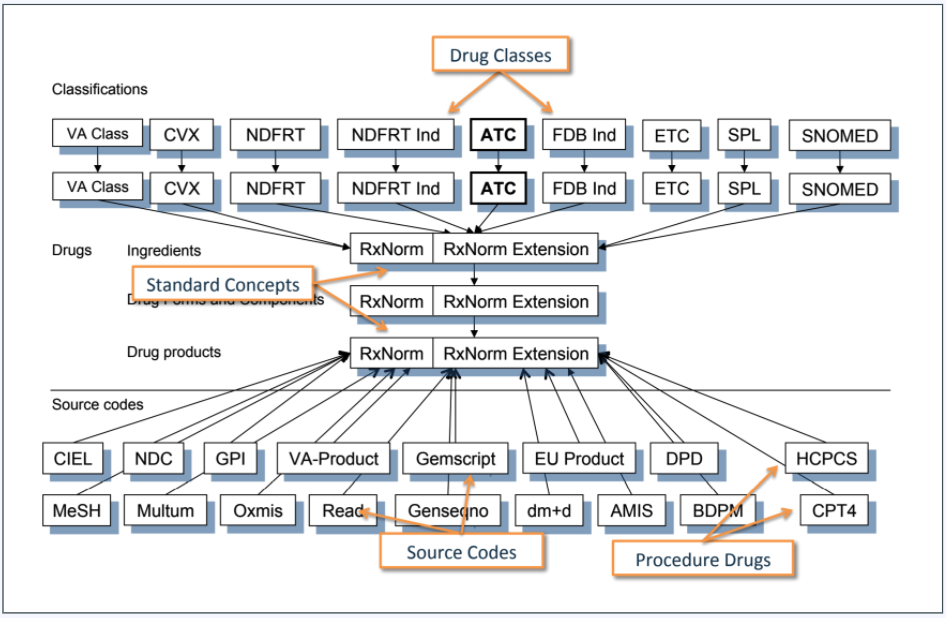 Drug Classes
Classifications
VA Class CVX NDFRT NDFRT Ind ATC FDB Ind ETC SPL SNOMED
VA Class CVX NDFRT NDFRT Ind ATC FDB Ind ETC SPL SNOMED
Drugs Ingredients RxNorm RxNorm Extension
Standard Concepts
Drug Forms and Components RxNorm RxNorm Extension
Drug products RxNorm RxNorm Extension
Source codes
CIEL NDC GPI VA-Product Gemscript EU Product DPD HCPCS
MeSH Multum Oxmis Read Genseqno dm+d AMIS BDPM CPT4
Source Codes
Procedure Drugs